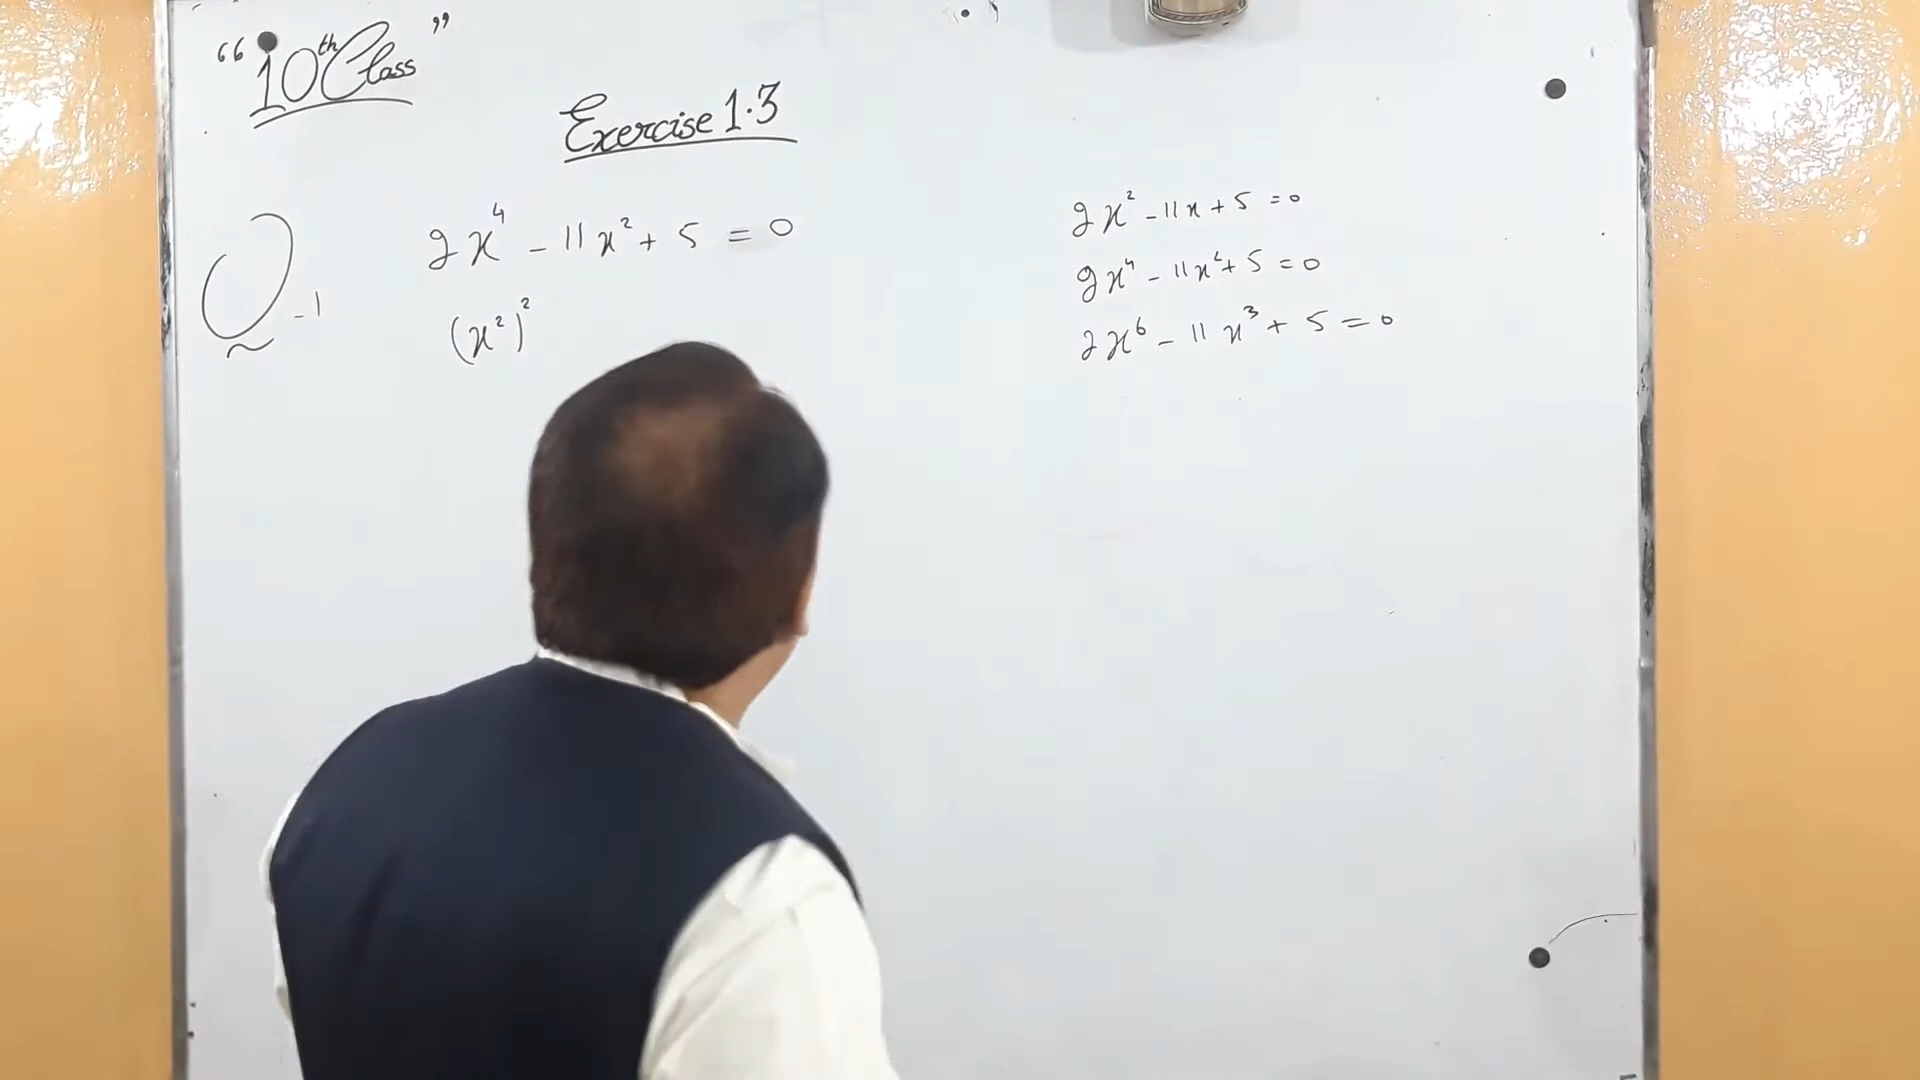 “10th Class”
Exercise 1.3
Q-1 2x⁴ - 11x² + 5 = 0
(x²)²
2x² - 11x + 5 = 0
2x⁴ - 11x² + 5 = 0
2x⁶ - 11x³ + 5 = 0